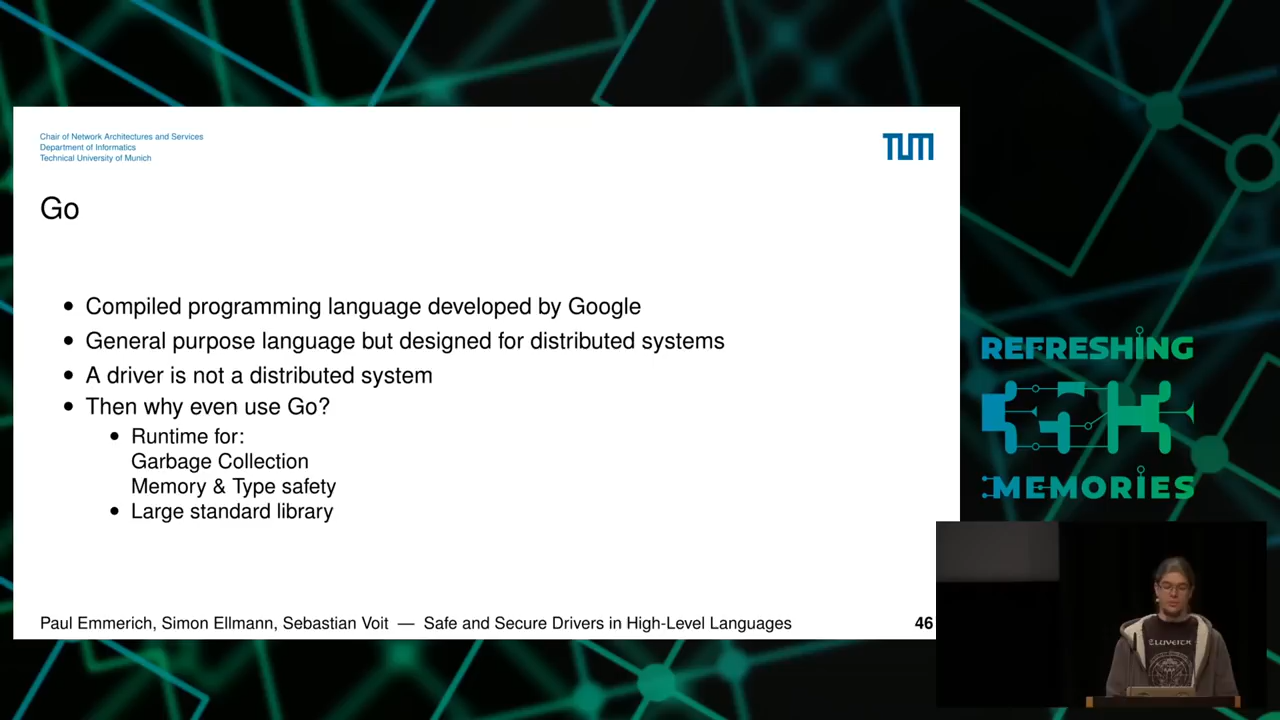 Chair of Network Architectures and Services
Department of Informatics
Technical University of Munich
TUM
Go
Compiled programming language developed by Google
General purpose language but designed for distributed systems
A driver is not a distributed system
Then why even use Go?
Runtime for:
Garbage Collection
Memory & Type safety
Large standard library
Paul Emmerich, Simon Ellmann, Sebastian Voit — Safe and Secure Drivers in High-Level Languages
46
REFRESHING
35C3
MEMORIES
ELUVEITIE